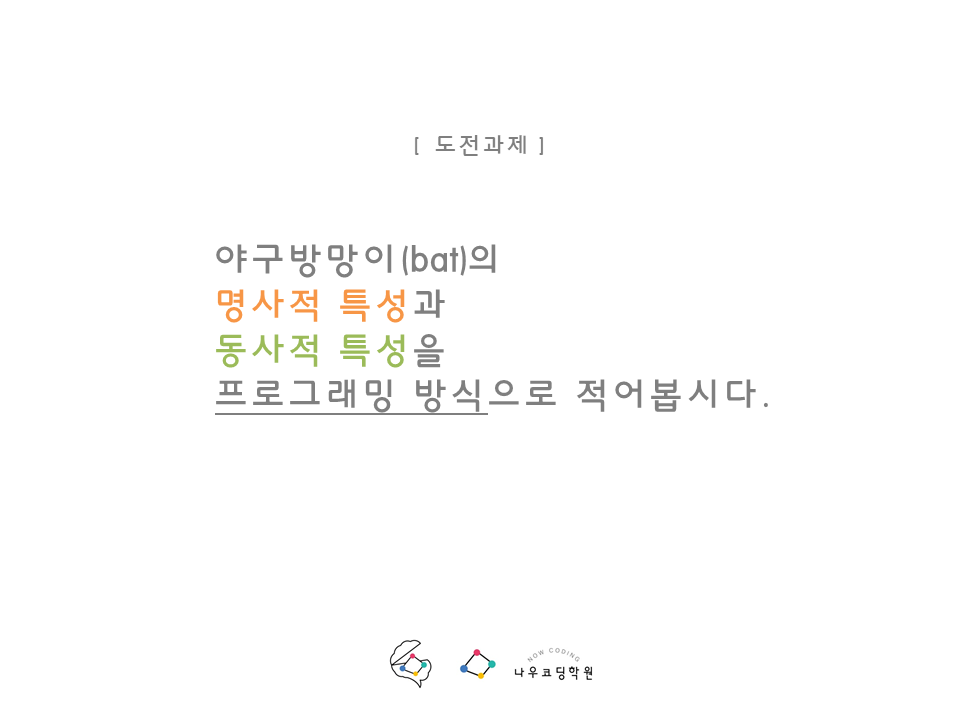 [ 도전과제 ]
야구방망이(bat)의
명사적 특성과
동사적 특성을
프로그래밍 방식으로 적어봅시다.
NOW CODING
나우코딩학원